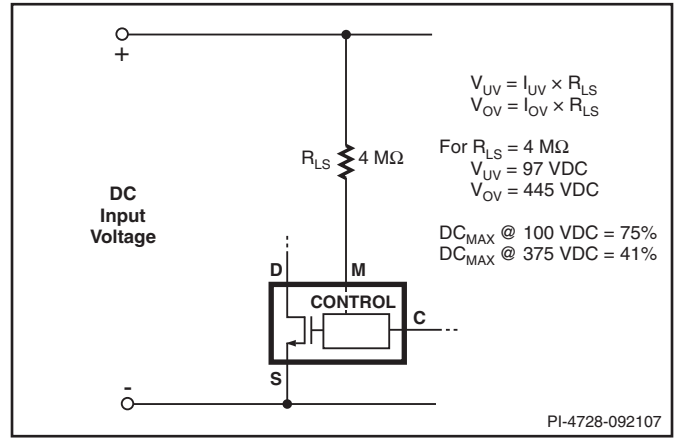 +
V_UV = I_UV × R_LS
V_OV = I_OV × R_LS
For R_LS = 4 MΩ
V_UV = 97 VDC
V_OV = 445 VDC
DC_MAX @ 100 VDC = 75%
DC_MAX @ 375 VDC = 41%
R_LS 4 MΩ
DC
Input
Voltage
D
M
CONTROL
C
S
-
PI-4728-092107